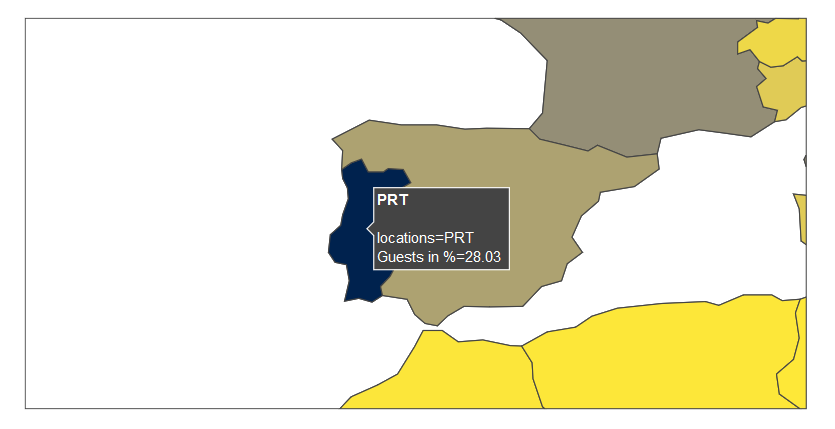 PRT
locations=PRT
Guests in %=28.03